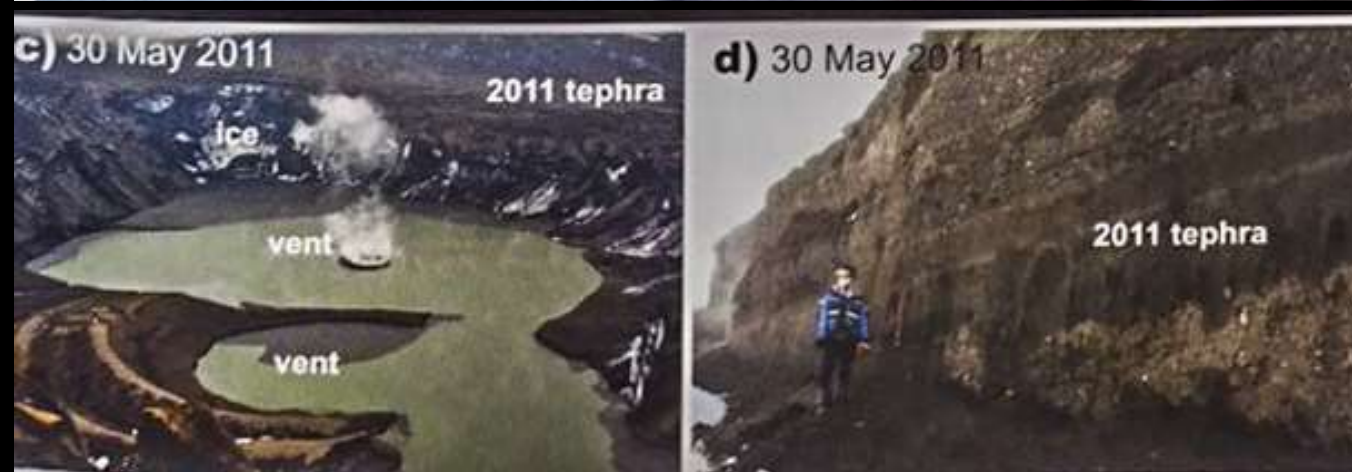 c) 30 May 2011
2011 tephra
ice
vent
vent
d) 30 May 2011
2011 tephra